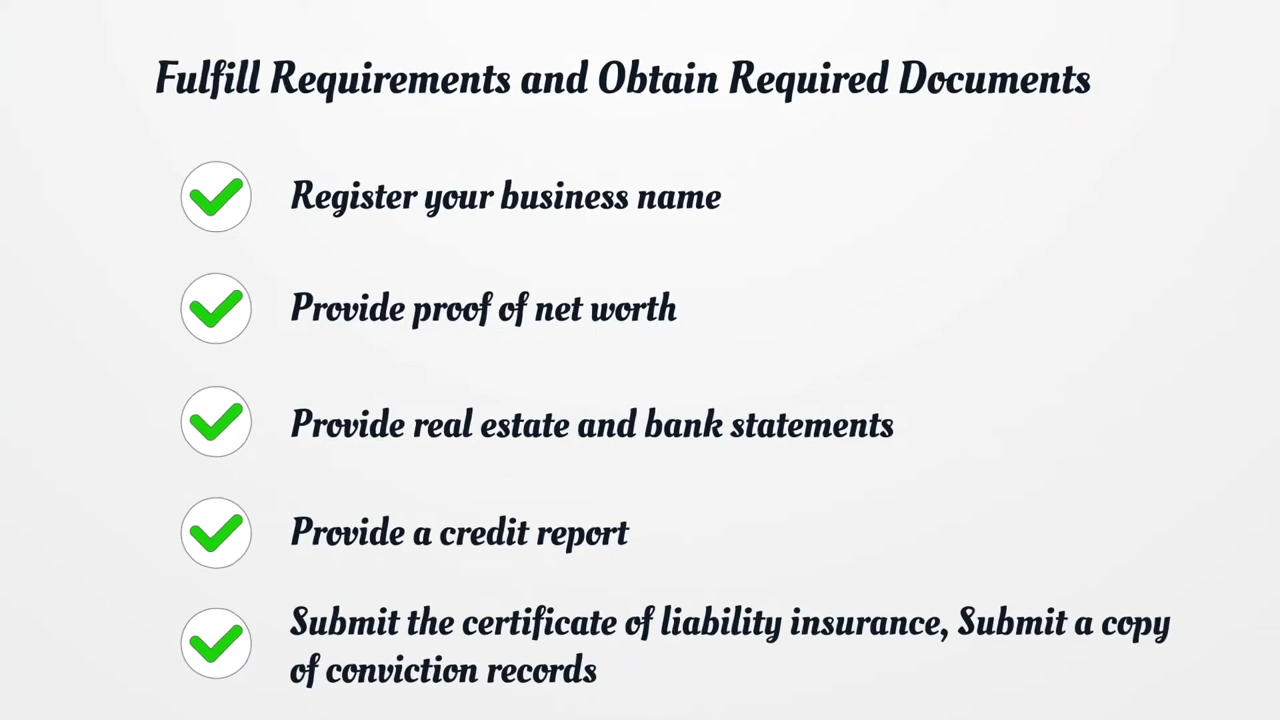 Fulfill Requirements and Obtain Required Documents
Register your business name
Provide proof of net worth
Provide real estate and bank statements
Provide a credit report
Submit the certificate of liability insurance, Submit a copy
of conviction records